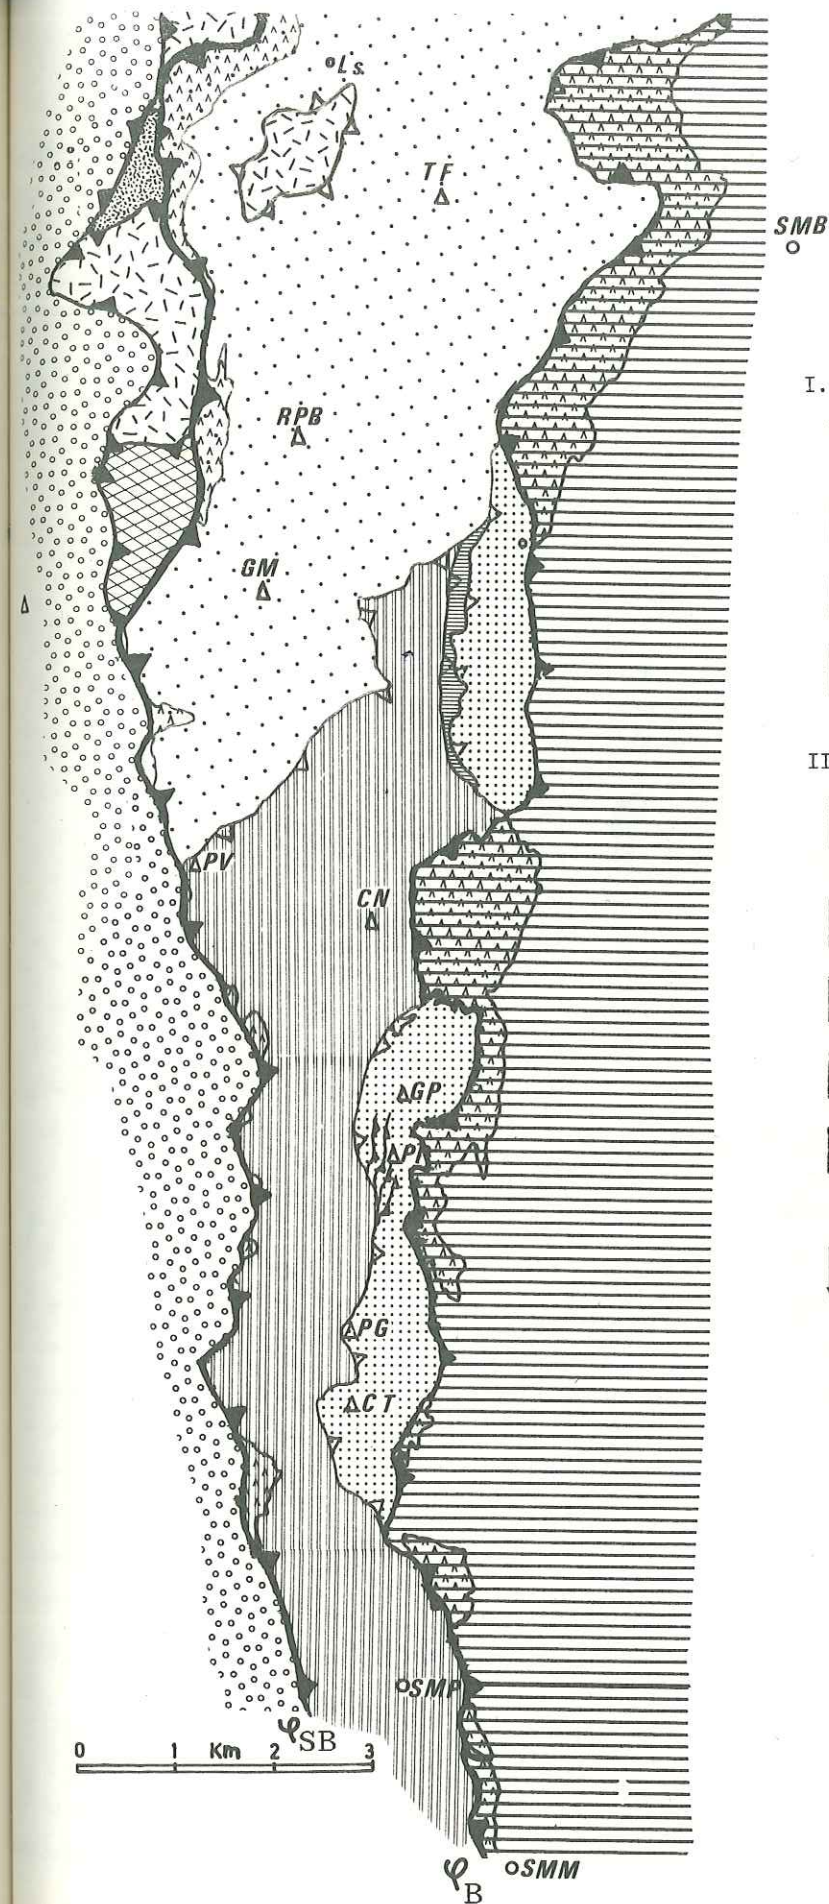 Ls.
TF
SMB
I.
RPB
GM
II
PV
CN
GP
PI
PG
CT
SMP
φSB
0 1 Km 2 3
φB
SMM